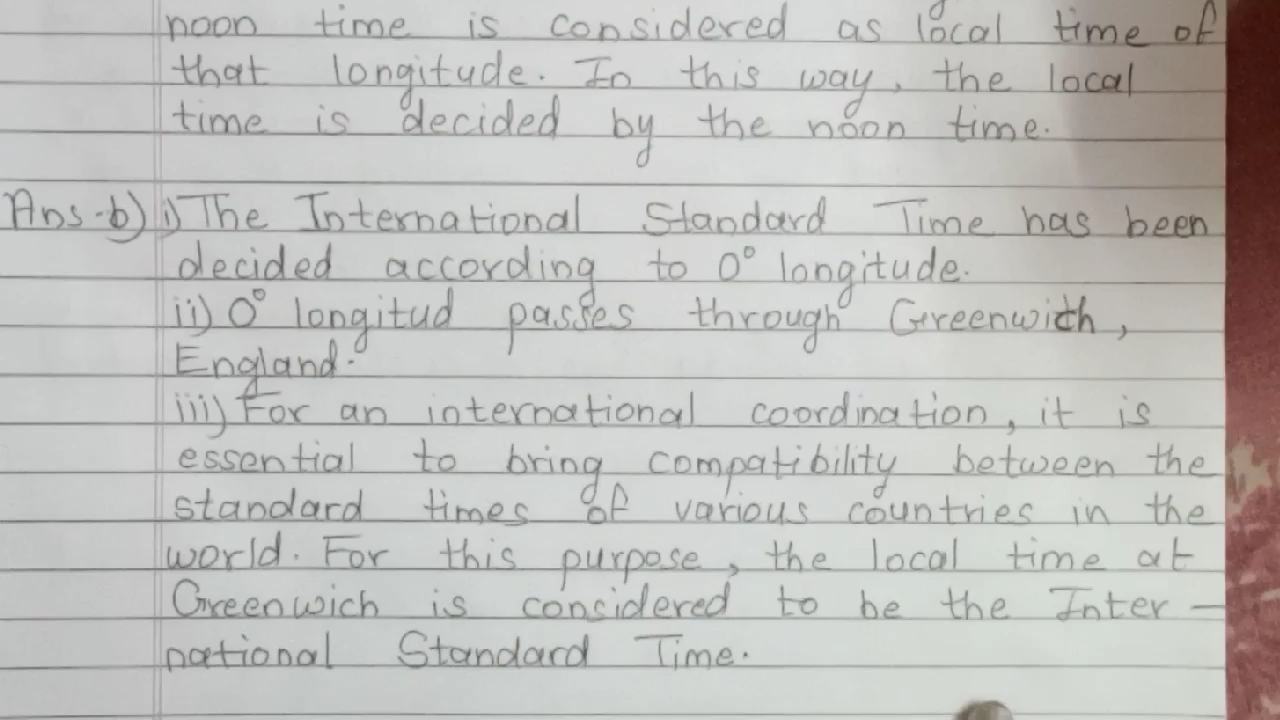 noon time is considered as local time of
that longitude. In this way, the local
time is decided by the noon time.
Ans-b) i) The International Standard Time has been
decided according to 0° longitude.
ii) 0° longitud passes through Greenwich,
England.
iii) For an international coordination, it is
essential to bring compatibility between the
standard times of various countries in the
world. For this purpose, the local time at
Greenwich is considered to be the Inter-
national Standard Time.